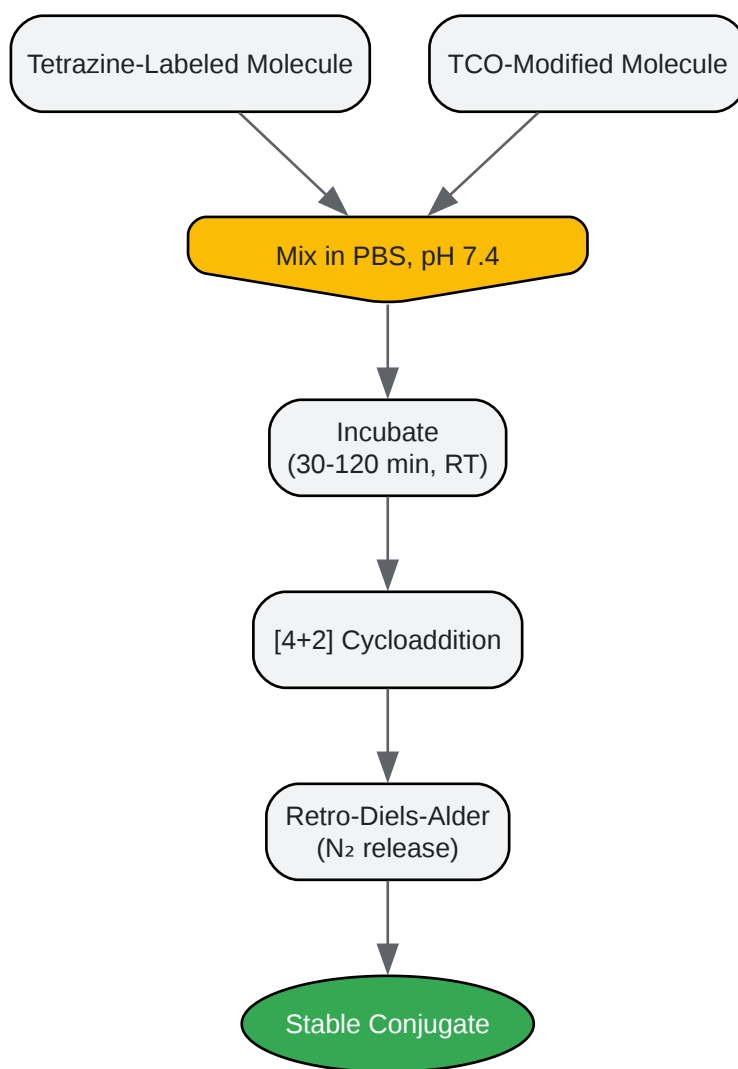 Tetrazine-Labeled Molecule
TCO-Modified Molecule
Mix in PBS, pH 7.4
Incubate
(30-120 min, RT)
[4+2] Cycloaddition
Retro-Diels-Alder
(N₂ release)
Stable Conjugate